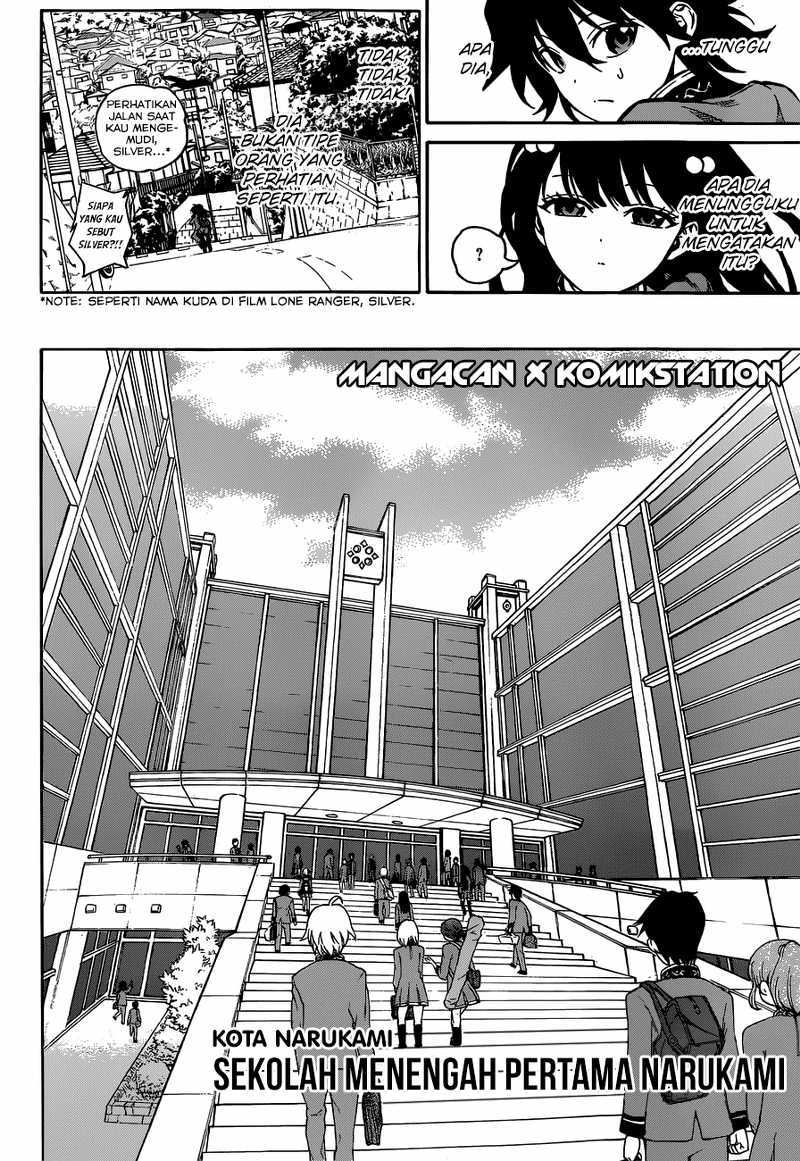 APA
DIA,
...TUNGGU
APA DIA
MENUNGGUKU
UNTUK
MENGATAKAN
ITU?
?
TIDAK,
TIDAK,
TIDAK!
DIA
BUKAN TIPE
ORANG YANG
PERHATIAN
SEPERTI ITU.
PERHATIKAN
JALAN SAAT
KAU MENGE-
MUDI,
SILVER...*
SIAPA
YANG KAU
SEBUT
SILVER?!!
*NOTE: SEPERTI NAMA KUDA DI FILM LONE RANGER, SILVER.
MANGACAN X KOMIKSTATION
KOTA NARUKAMI
SEKOLAH MENENGAH PERTAMA NARUKAMI